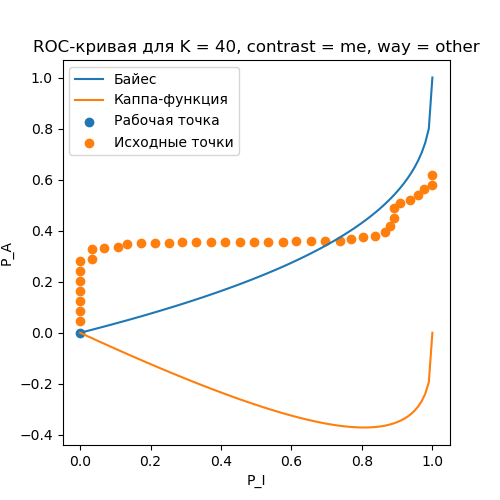 ROC-кривая для K = 40, contrast = me, way = other
Байес
Каппа-функция
Рабочая точка
Исходные точки
P_A
1.0
0.8
0.6
0.4
0.2
0.0
−0.2
−0.4
0.0 0.2 0.4 0.6 0.8 1.0
P_I